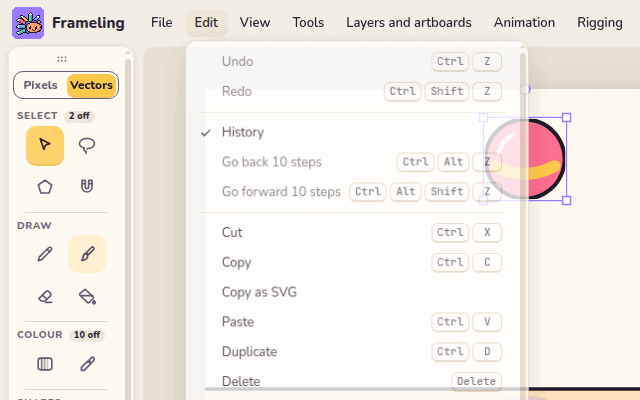 Frameling File Edit View Tools Layers and artboards Animation Rigging
Pixels Vectors
SELECT 2 off
DRAW
COLOUR 10 off
Undo Ctrl Z
Redo Ctrl Shift Z
History
Go back 10 steps Ctrl Alt Z
Go forward 10 steps Ctrl Alt Shift Z
Cut Ctrl X
Copy Ctrl C
Copy as SVG
Paste Ctrl V
Duplicate Ctrl D
Delete Delete